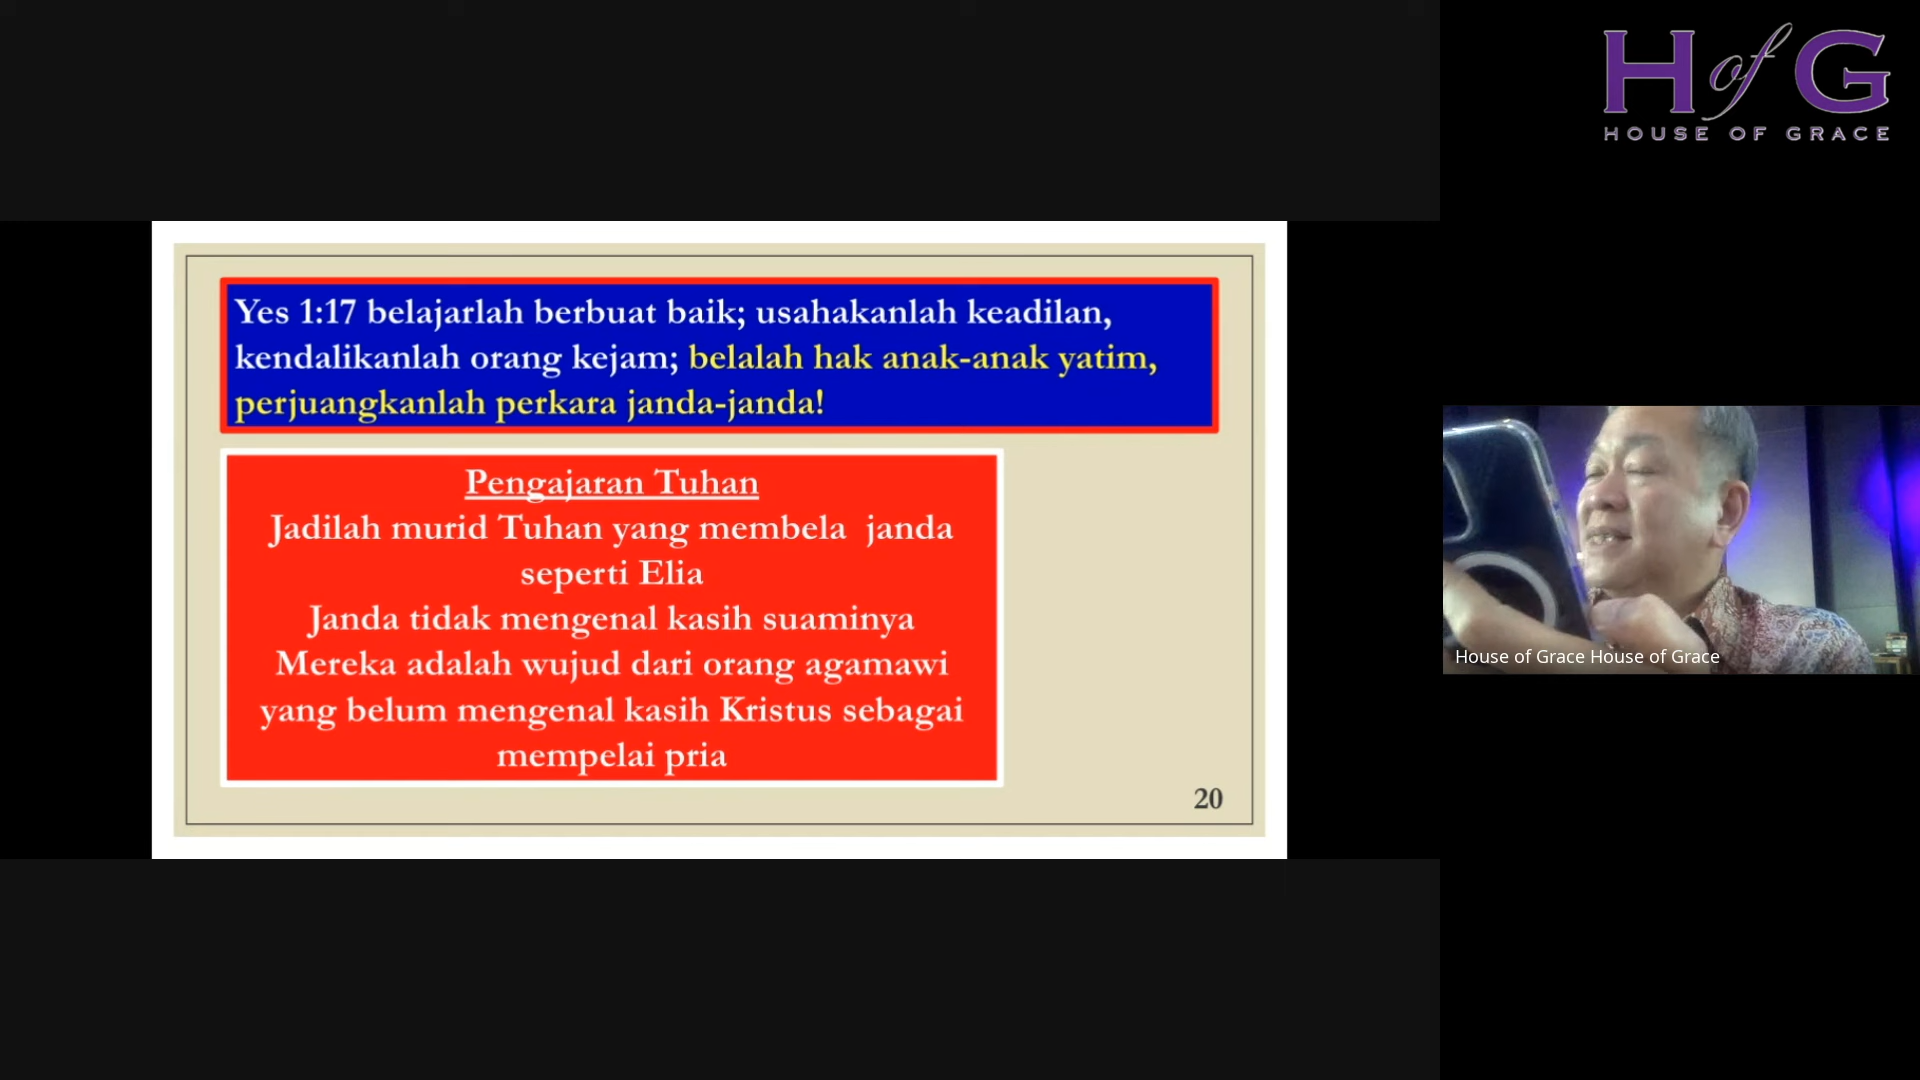 H of G
HOUSE OF GRACE
Yes 1:17 belajarlah berbuat baik; usahakanlah keadilan,
kendalikanlah orang kejam; belalah hak anak-anak yatim,
perjuangkanlah perkara janda-janda!
Pengajaran Tuhan
Jadilah murid Tuhan yang membela janda
seperti Elia
Janda tidak mengenal kasih suaminya
Mereka adalah wujud dari orang agamawi
yang belum mengenal kasih Kristus sebagai
mempelai pria
20
House of Grace House of Grace